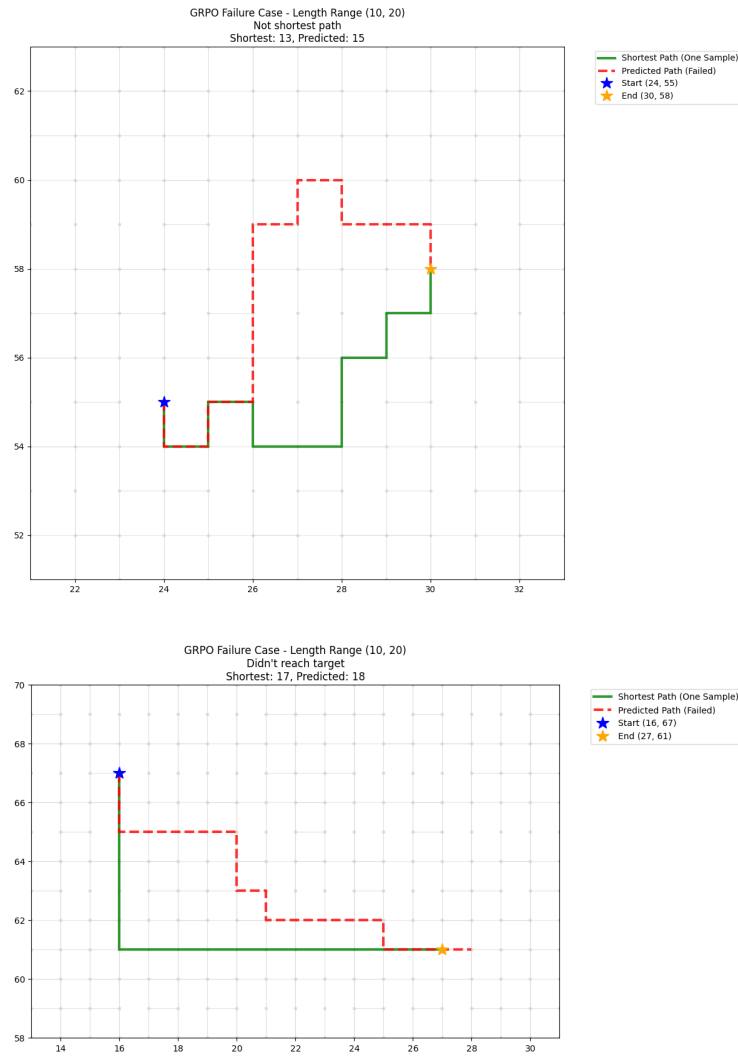 GRPO Failure Case - Length Range (10, 20)
Not shortest path
Shortest: 13, Predicted: 15
Shortest Path (One Sample)
Predicted Path (Failed)
Start (24, 55)
End (30, 58)
62
60
58
56
54
52
22 24 26 28 30 32
GRPO Failure Case - Length Range (10, 20)
Didn't reach target
Shortest: 17, Predicted: 18
Shortest Path (One Sample)
Predicted Path (Failed)
Start (16, 67)
End (27, 61)
70
68
66
64
62
60
58
14 16 18 20 22 24 26 28 30